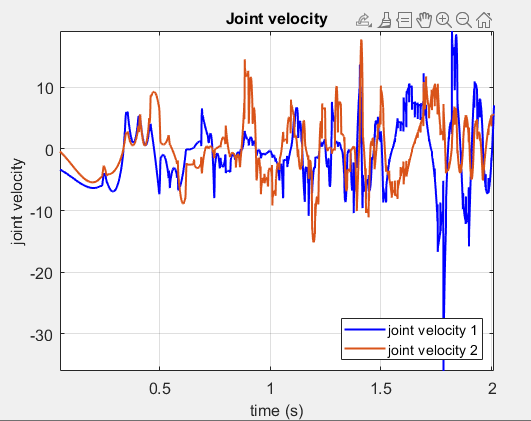 Joint velocity
10
0
-10
-20
-30
joint velocity
0.5
1
1.5
2
time (s)
joint velocity 1
joint velocity 2